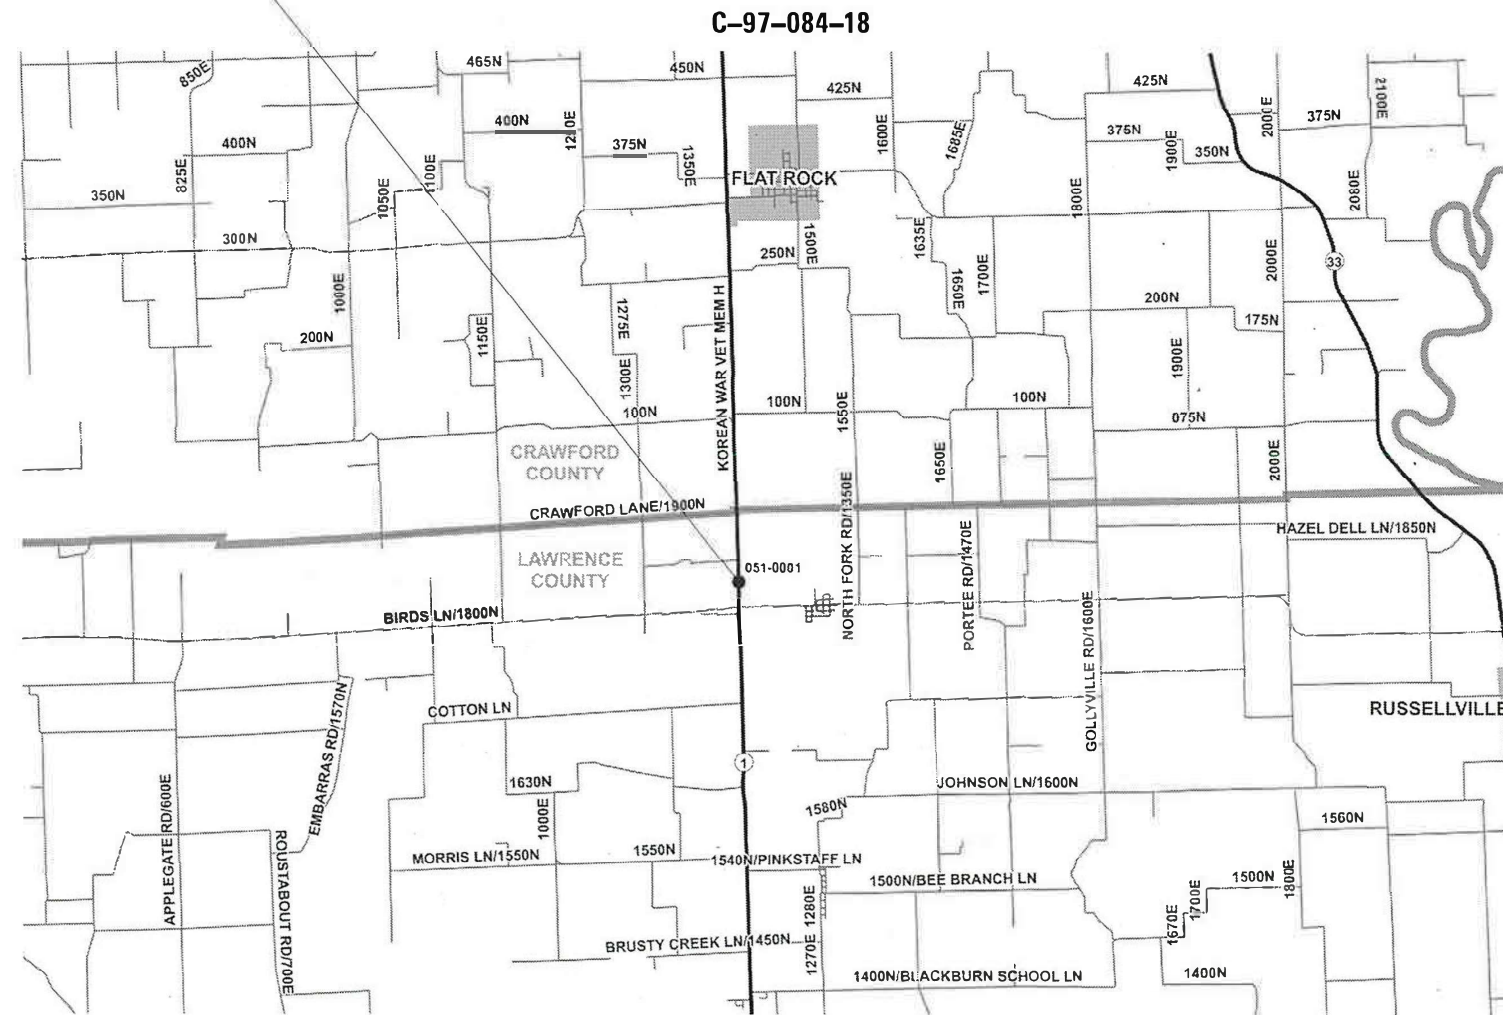 C-97-084-18
850E
465N
450N
425N
425N
2100E
400N
1600E
1685E
375N
1900E
2000E
375N
400N
375N
1350E
350N
825E
1050E
1100E
FLAT ROCK
1800E
2080E
350N
300N
1500E
1635E
250N
1650E
1700E
2000E
33
1000E
1275E
KOREAN WAR VET MEM H
200N
175N
200N
1150E
1300E
1900E
100N
100N
1550E
100N
075N
CRAWFORD
COUNTY
1650E
2000E
CRAWFORD LANE/1900N
NORTH FORK RD/1350E
HAZEL DELL LN/1850N
LAWRENCE
COUNTY
051-0001
PORTEE RD/1470E
BIRDS LN/1800N
GOLLYVILLE RD/1600E
EMBARRAS RD/1570N
COTTON LN
RUSSELLVILLE
1
1630N
JOHNSON LN/1600N
APPLEGATE RD/600E
1000E
1580N
1560N
ROUSTABOUT RD/700E
MORRIS LN/1550N
1550N
1540N/PINKSTAFF LN
1500N/BEE BRANCH LN
1500N
1800E
1280E
1700E
1670E
BRUSTY CREEK LN/1450N
1270E
1400N/BLACKBURN SCHOOL LN
1400N